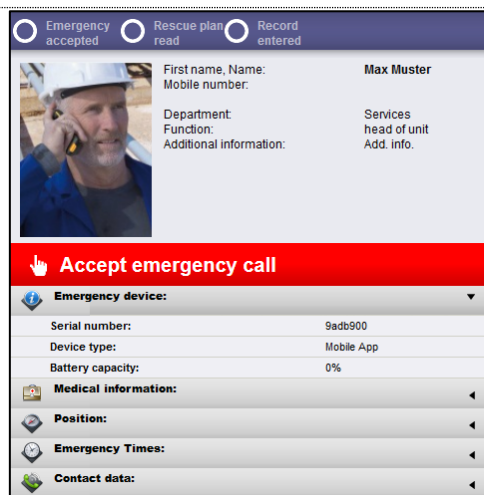 Emergency accepted
Rescue plan read
Record entered
First name, Name: Max Muster
Mobile number:
Department: Services
Function: head of unit
Additional information: Add. info.
Accept emergency call
Emergency device:
Serial number: 9adb900
Device type: Mobile App
Battery capacity: 0%
Medical information:
Position:
Emergency Times:
Contact data: